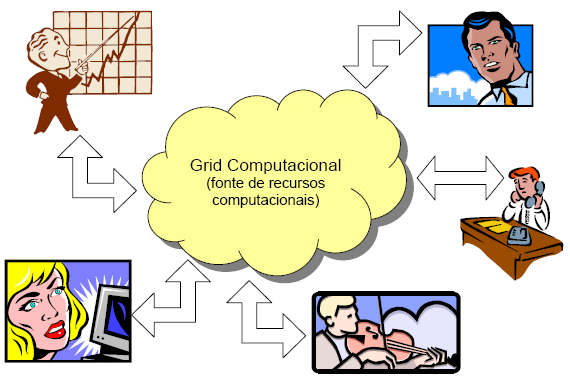 Grid Computacional
(fonte de recursos
computacionais)